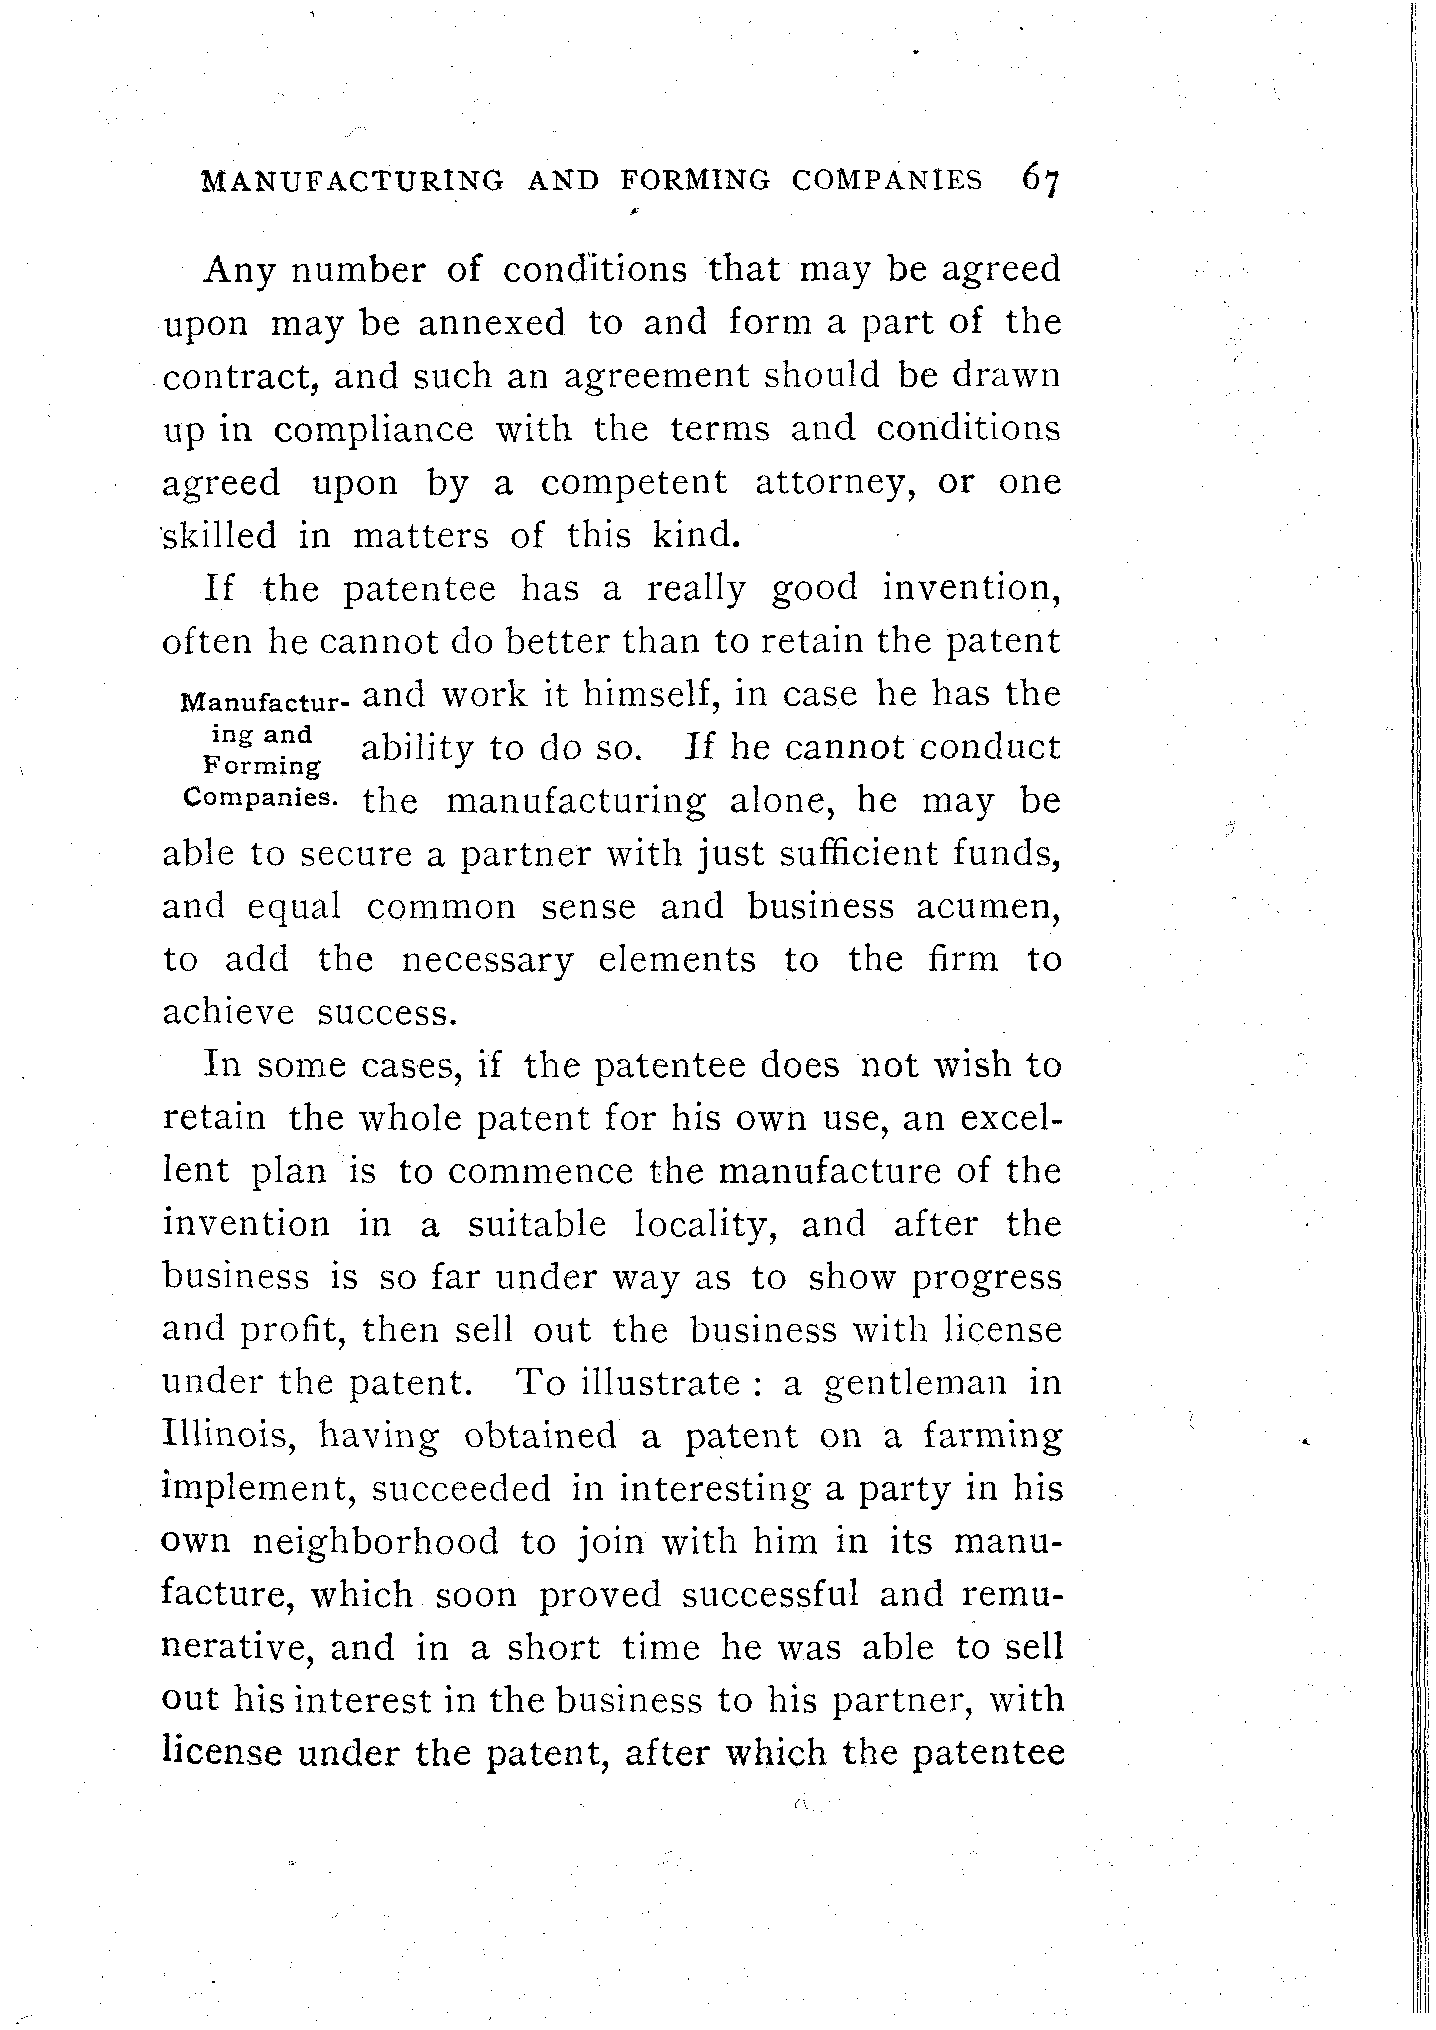 MANUFACTURING AND FORMING COMPANIES 67
Any number of conditions that may be agreed
upon may be annexed to and form a part of the
contract, and such an agreement should be drawn
up in compliance with the terms and conditions
agreed upon by a competent attorney, or one
skilled in matters of this kind.
If the patentee has a really good invention,
often he cannot do better than to retain the patent
Manufactur-
ing and
Forming
Companies.
and work it himself, in case he has the
ability to do so. If he cannot conduct
the manufacturing alone, he may be
able to secure a partner with just sufficient funds,
and equal common sense and business acumen,
to add the necessary elements to the firm to
achieve success.
In some cases, if the patentee does not wish to
retain the whole patent for his own use, an excel-
lent plan is to commence the manufacture of the
invention in a suitable locality, and after the
business is so far under way as to show progress
and profit, then sell out the business with license
under the patent. To illustrate : a gentleman in
Illinois, having obtained a patent on a farming
implement, succeeded in interesting a party in his
own neighborhood to join with him in its manu-
facture, which soon proved successful and remu-
nerative, and in a short time he was able to sell
out his interest in the business to his partner, with
license under the patent, after which the patentee